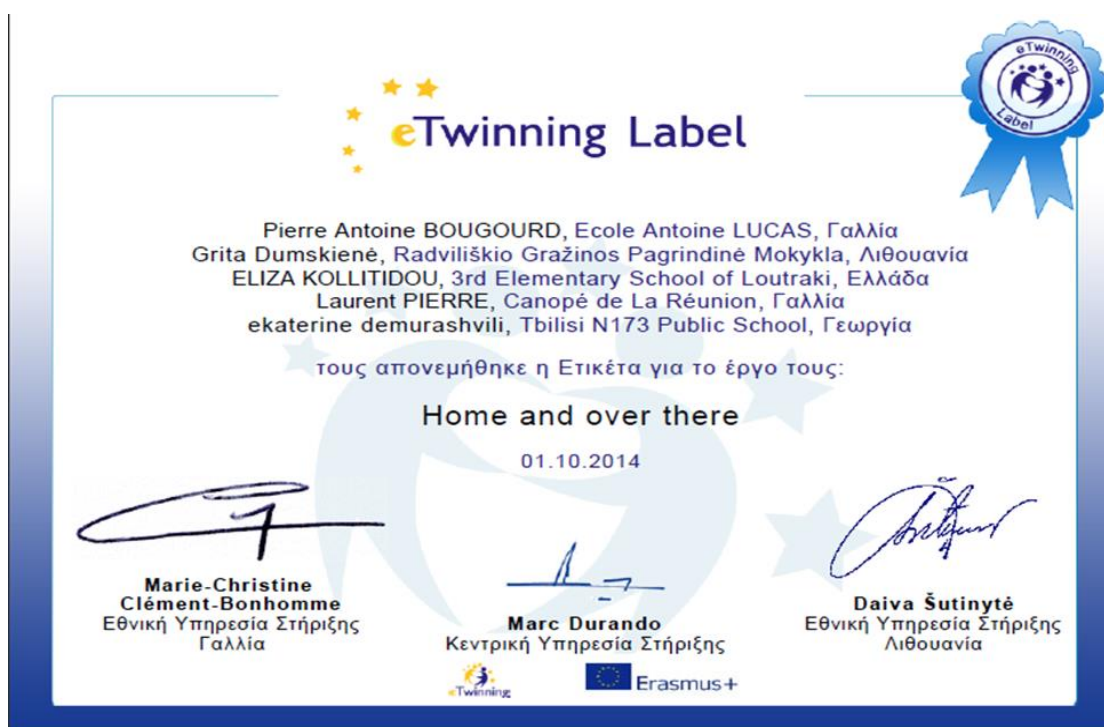 eTwinning
Label
eTwinning Label
Pierre Antoine BOUGOURD, Ecole Antoine LUCAS, Γαλλία
Grita Dumskienė, Radviliškio Gražinos Pagrindinė Mokykla, Λιθουανία
ELIZA KOLLITIDOU, 3rd Elementary School of Loutraki, Ελλάδα
Laurent PIERRE, Canopé de La Réunion, Γαλλία
ekaterine demurashvili, Tbilisi N173 Public School, Γεωργία
τους απονεμήθηκε η Ετικέτα για το έργο τους:
Home and over there
01.10.2014
Marie-Christine
Clément-Bonhomme
Εθνική Υπηρεσία Στήριξης
Γαλλία
Marc Durando
Κεντρική Υπηρεσία Στήριξης
Daiva Šutinytė
Εθνική Υπηρεσία Στήριξης
Λιθουανία
eTwinning
Erasmus+